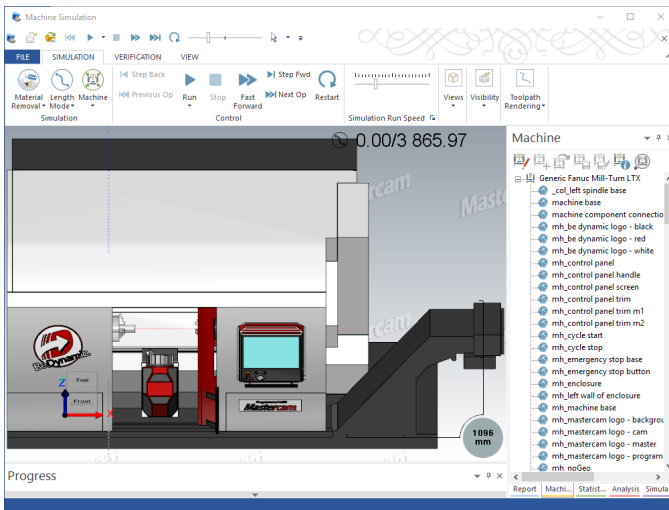 Machine Simulation
FILE SIMULATION VERIFICATION VIEW
Material Removal Length Mode Machine
Step Back
Previous Op
Run Stop Fast Forward
Step Fwd
Next Op
Restart
Views Visibility Toolpath Rendering
Simulation Control Simulation Run Speed
0.00/3 865.97
Mastercam
BeDynamic
Z Top
Front X
Mastercam
1096
mm
Progress
Machine
Generic Fanuc Mill-Turn LTX
_col_left spindle base
machine base
machine component connectio
mh_be dynamic logo - black
mh_be dynamic logo - red
mh_be dynamic logo - white
mh_control panel
mh_control panel handle
mh_control panel screen
mh_control panel trim
mh_control panel trim m1
mh_control panel trim m2
mh_cycle start
mh_cycle stop
mh_emergency stop base
mh_emergency stop button
mh_enclosure
mh_left wall of enclosure
mh_machine base
mh_mastercam logo - backgrou
mh_mastercam logo - cam
mh_mastercam logo - master
mh_mastercam logo - program
mh_noGeo
Report Machi... Statist... Analysis Simula